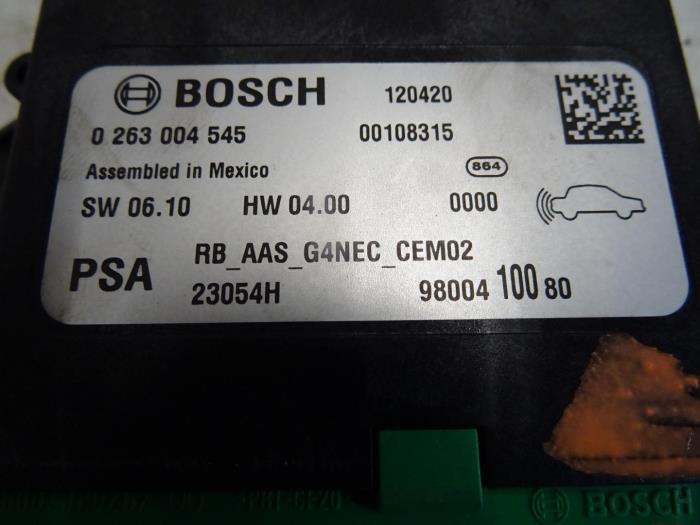 BOSCH 120420
0 263 004 545 00108315
Assembled in Mexico 864
SW 06.10 HW 04.00 0000
PSA RB_AAS_G4NEC_CEM02
23054H 98004 100 80
BOSCH